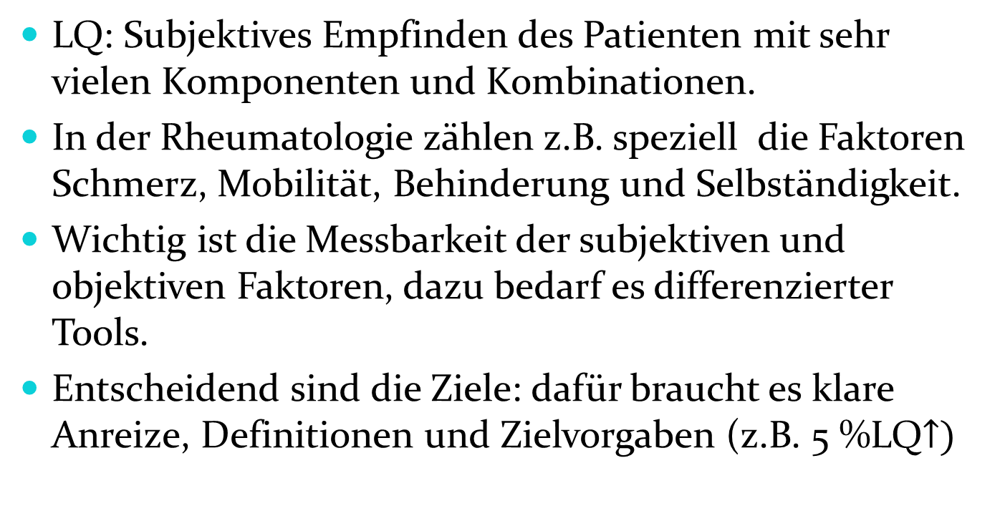 • LQ: Subjektives Empfinden des Patienten mit sehr
vielen Komponenten und Kombinationen.
• In der Rheumatologie zählen z.B. speziell  die Faktoren
Schmerz, Mobilität, Behinderung und Selbständigkeit.
• Wichtig ist die Messbarkeit der subjektiven und
objektiven Faktoren, dazu bedarf es differenzierter
Tools.
• Entscheidend sind die Ziele: dafür braucht es klare
Anreize, Definitionen und Zielvorgaben (z.B. 5 %LQ↑)